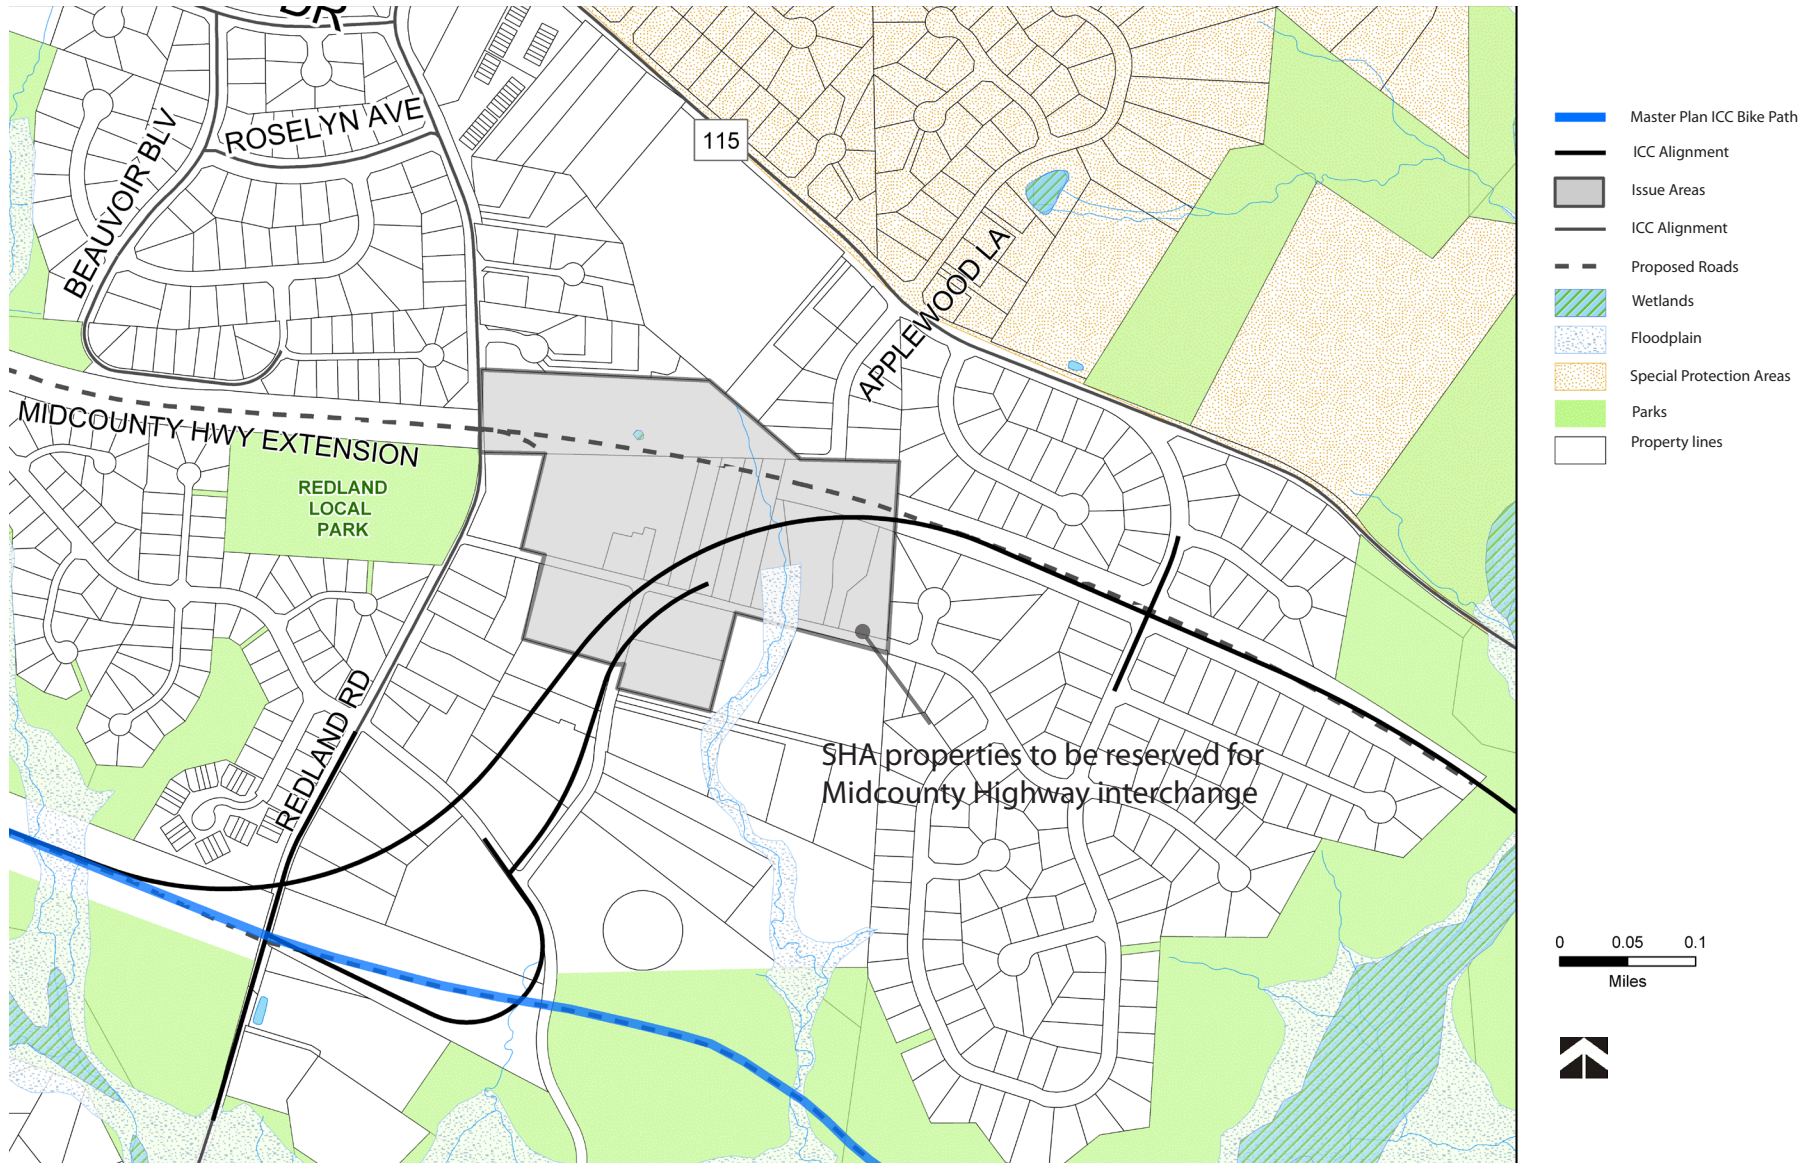 DR
ROSELYN AVE
BEAUVOIR BLV
115
APPLEWOOD LA
MIDCOUNTY HWY EXTENSION
REDLAND
LOCAL
PARK
REDLAND RD
SHA properties to be reserved for
Midcounty Highway interchange
Master Plan ICC Bike Path
ICC Alignment
Issue Areas
ICC Alignment
Proposed Roads
Wetlands
Floodplain
Special Protection Areas
Parks
Property lines
0 0.05 0.1
Miles